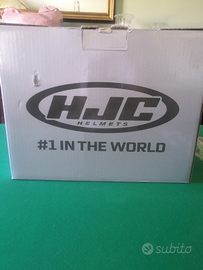 HJC
HELMETS
#1 IN THE WORLD
subito